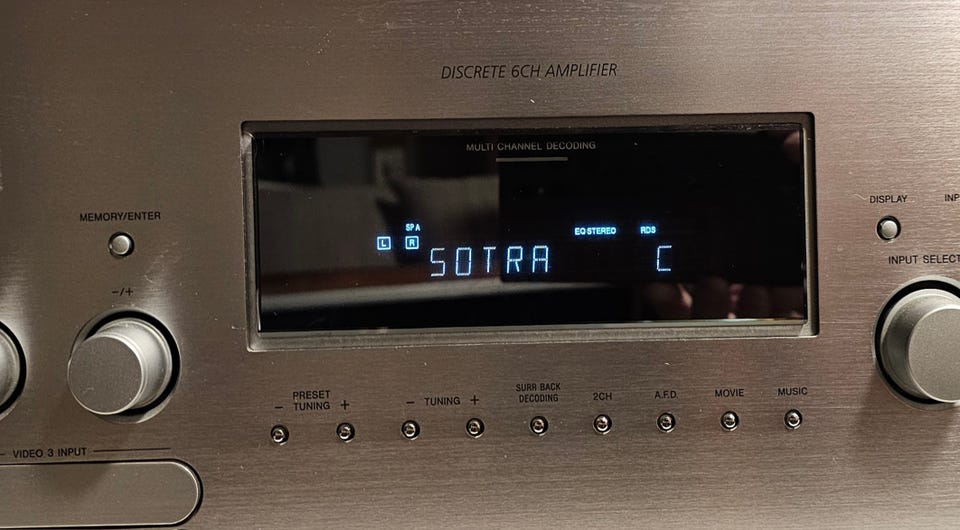 DISCRETE 6CH AMPLIFIER
MULTI CHANNEL DECODING
MEMORY/ENTER
DISPLAY
SP A
L R
EQ STEREO RDS
SOTRA C
INPUT SELECT
− / +
PRESET
− TUNING +
− TUNING +
SURR BACK
DECODING
2CH
A.F.D.
MOVIE
MUSIC
VIDEO 3 INPUT